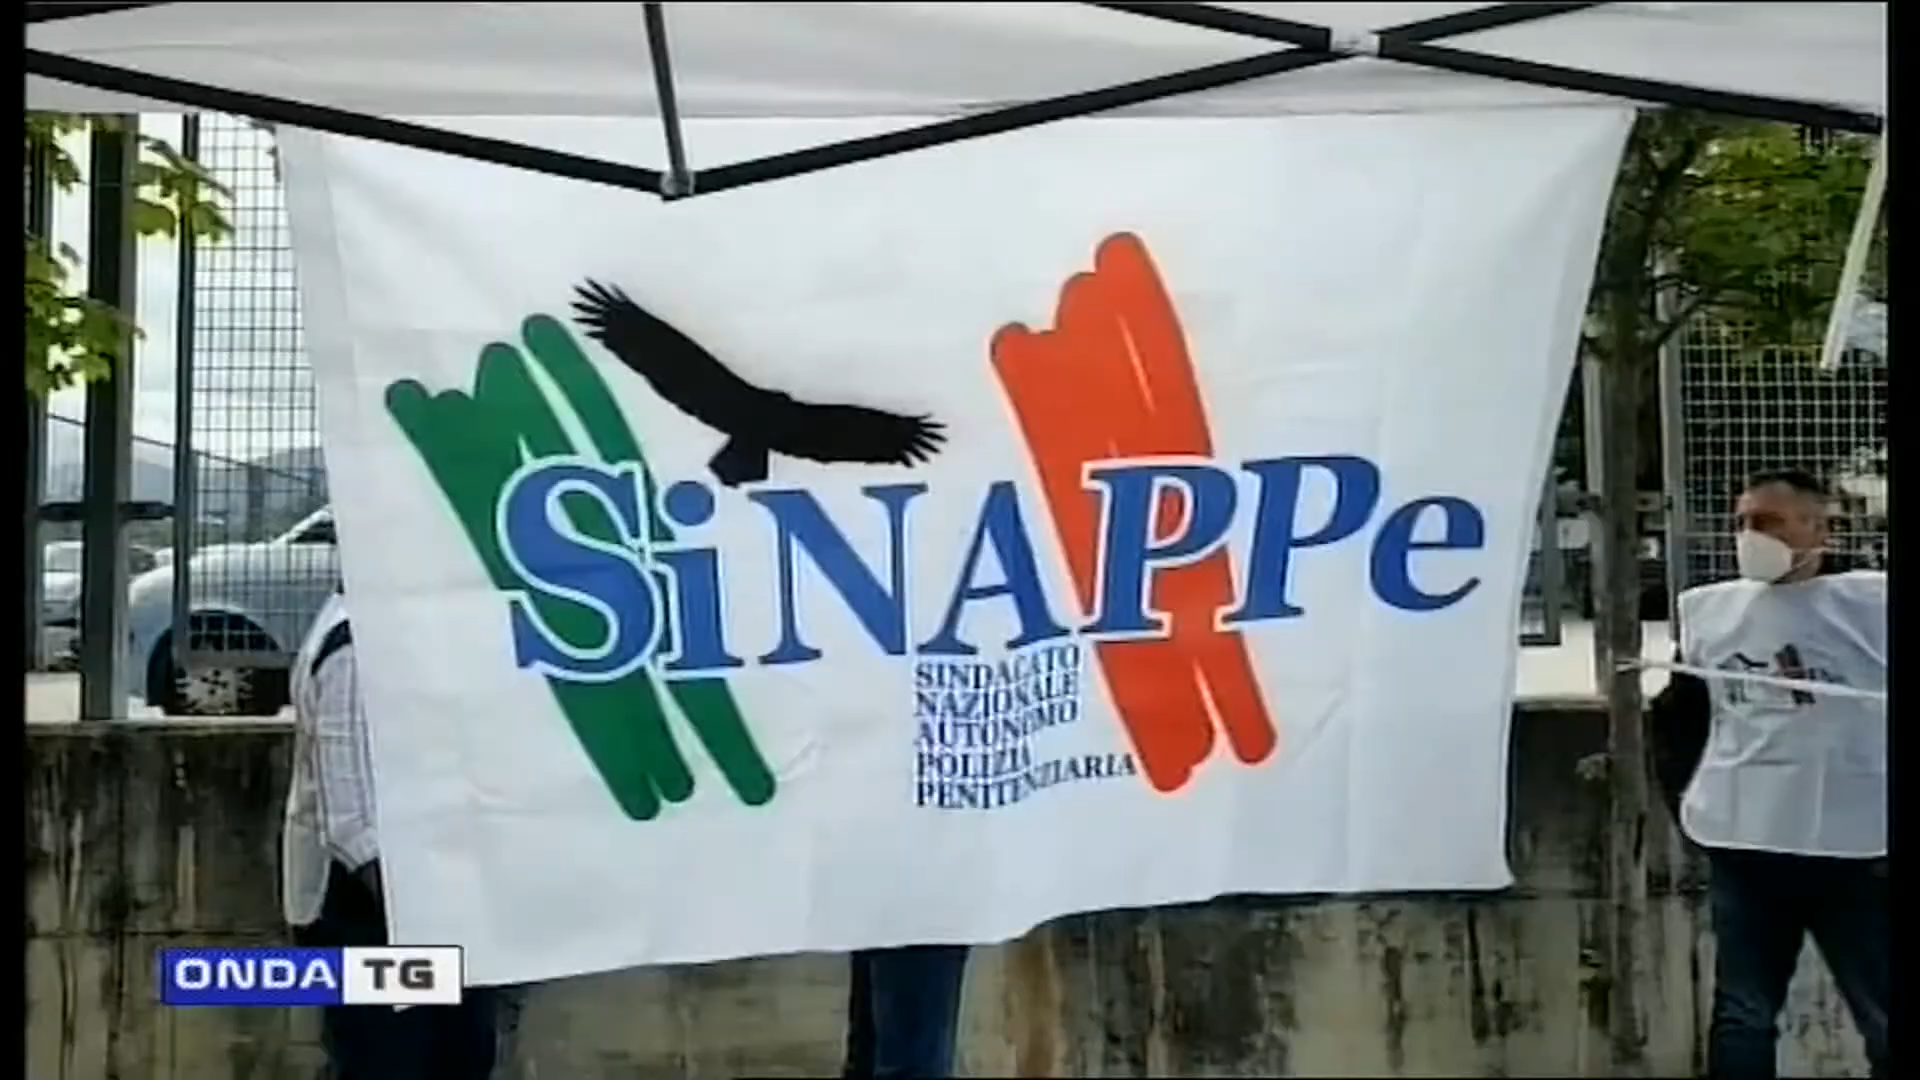 SiNAPPe
SINDACATO
NAZIONALE
AUTONOMO
POLIZIA
PENITENZIARIA
ONDA TG